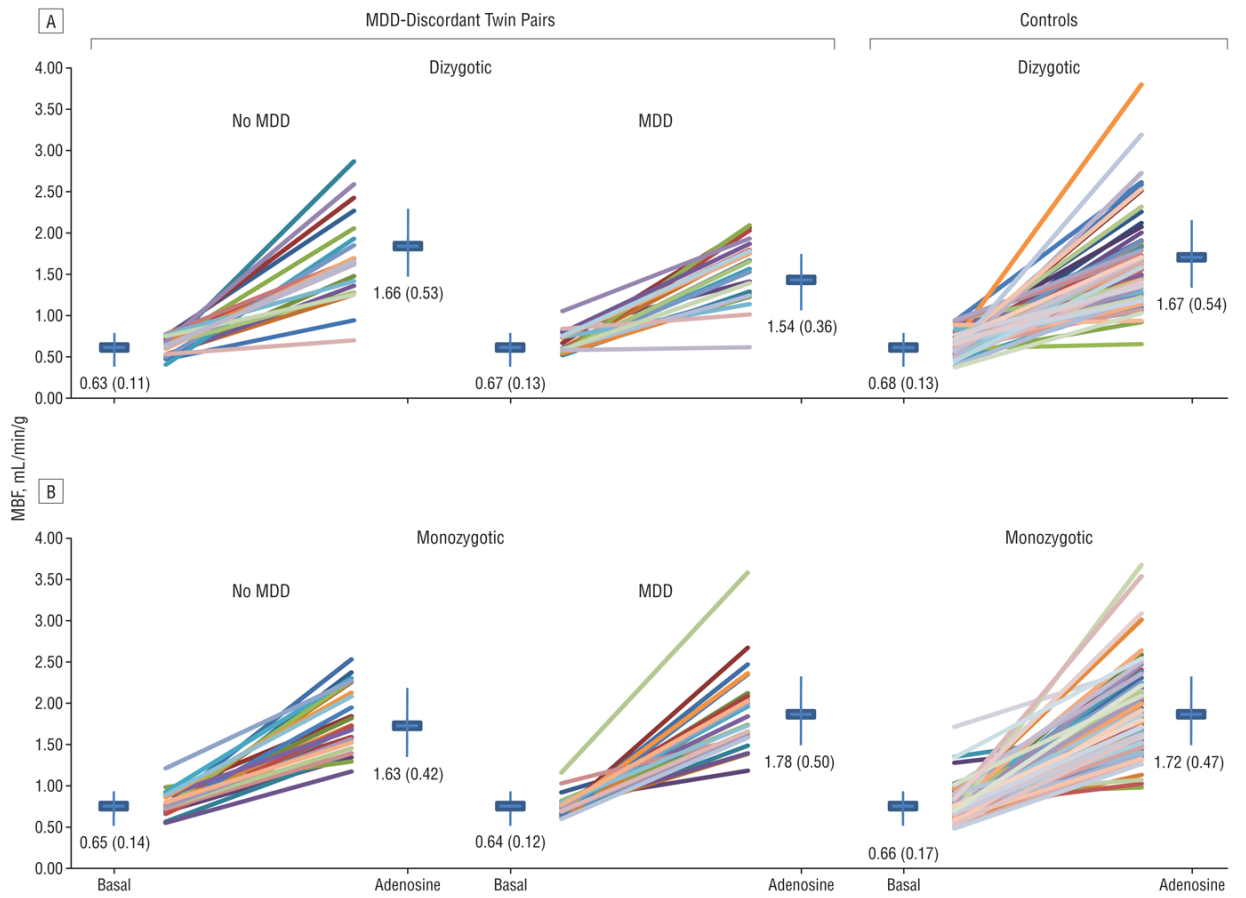 A
MDD-Discordant Twin Pairs
Controls
Dizygotic
Dizygotic
No MDD
MDD
4.00
3.50
3.00
2.50
2.00
1.50
1.00
0.50
0.00
0.63 (0.11)
1.66 (0.53)
0.67 (0.13)
1.54 (0.36)
0.68 (0.13)
1.67 (0.54)
MBF, mL/min/g
B
Monozygotic
Monozygotic
No MDD
MDD
4.00
3.50
3.00
2.50
2.00
1.50
1.00
0.50
0.00
0.65 (0.14)
1.63 (0.42)
0.64 (0.12)
1.78 (0.50)
0.66 (0.17)
1.72 (0.47)
Basal Adenosine Basal Adenosine Basal Adenosine